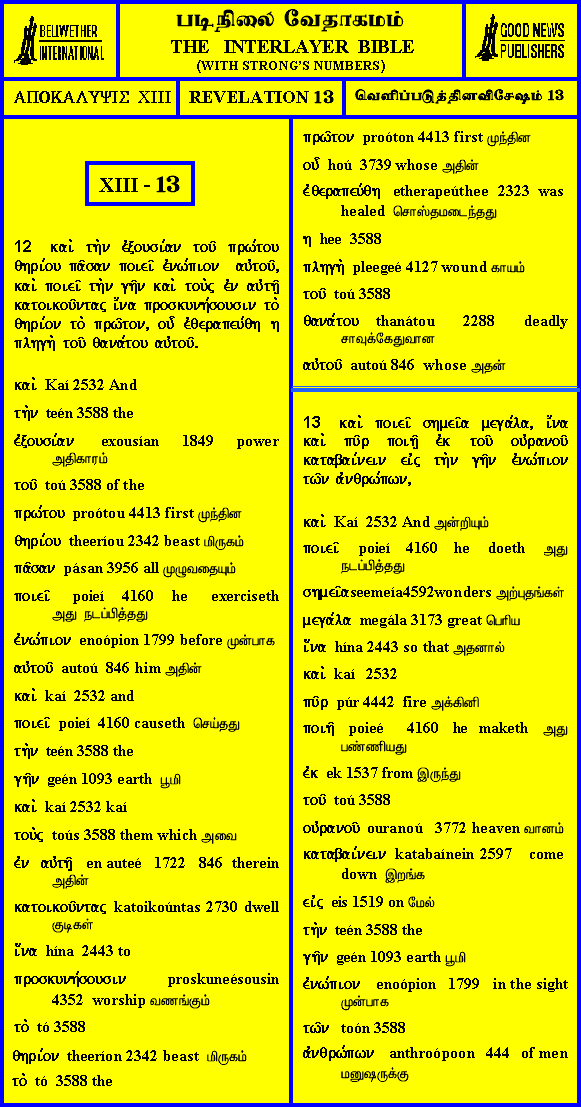 BELLWETHER
INTERNATIONAL
படிநிலை வேதாகமம்
THE INTERLAYER BIBLE
(WITH STRONG'S NUMBERS)
GOOD NEWS
PUBLISHERS
ΑΠΟΚΑΛΥΨΙΣ XIII
REVELATION 13
வெளிப்படுத்தினவிசேஷம் 13
XIII - 13
12 καὶ τὴν ἐξουσίαν τοῦ πρώτου
θηρίου πᾶσαν ποιεῖ ἐνώπιον αὐτοῦ,
καὶ ποιεῖ τὴν γῆν καὶ τοὺς ἐν αὐτῇ
κατοικοῦντας ἵνα προσκυνήσουσιν τὸ
θηρίον τὸ πρῶτον, οὗ ἐθεραπεύθη η
πληγὴ τοῦ θανάτου αὐτοῦ.
καὶ Kaí 2532 And
τὴν teén 3588 the
ἐξουσίαν exousían 1849 power
அதிகாரம்
τοῦ toú 3588 of the
πρώτου proótou 4413 first முந்தின
θηρίου theeríou 2342 beast மிருகம்
πᾶσαν pásan 3956 all முழுவதையும்
ποιεῖ poieí 4160 he exerciseth
அது நடப்பித்தது
ἐνώπιον enoópion 1799 before முன்பாக
αὐτοῦ autoú 846 him அதின்
καὶ kaí 2532 and
ποιεῖ poieí 4160 causeth செய்தது
τὴν teén 3588 the
γῆν geén 1093 earth பூமி
καὶ kaí 2532 kaí
τοὺς toús 3588 them which அவை
ἐν αὐτῇ en auteé 1722 846 therein
அதின்
κατοικοῦντας katoikoúntas 2730 dwell
குடிகள்
ἵνα hína 2443 to
προσκυνήσουσιν proskuneésousin
4352 worship வணங்கும்
τὸ tó 3588
θηρίον theeríon 2342 beast மிருகம்
τὸ tó 3588 the
πρῶτον proóton 4413 first முந்தின
οὗ hoú 3739 whose அதின்
ἐθεραπεύθη etherapeúthee 2323 was
healed சொஸ்தமடைந்தது
η hee 3588
πληγὴ pleegeé 4127 wound காயம்
τοῦ toú 3588
θανάτου thanátou 2288 deadly
சாவுக்கேதுவான
αὐτοῦ autoú 846 whose அதன்
13 καὶ ποιεῖ σημεῖα μεγάλα, ἵνα
καὶ πῦρ ποιῇ ἐκ τοῦ οὐρανοῦ
καταβαίνειν εἰς τὴν γῆν ἐνώπιον
τῶν ἀνθρώπων,
καὶ Kaí 2532 And அன்றியும்
ποιεῖ poieí 4160 he doeth அது
நடப்பித்தது
σημεῖα seemeía4592wonders அற்புதங்கள்
μεγάλα megála 3173 great பெரிய
ἵνα hína 2443 so that அதனால்
καὶ kaí 2532
πῦρ púr 4442 fire அக்கினி
ποιῇ poieé 4160 he maketh அது
பண்ணியது
ἐκ ek 1537 from இருந்து
τοῦ toú 3588
οὐρανοῦ ouranoú 3772 heaven வானம்
καταβαίνειν katabaínein 2597 come
down இறங்க
εἰς eis 1519 on மேல்
τὴν teén 3588 the
γῆν geén 1093 earth பூமி
ἐνώπιον enoópion 1799 in the sight
முன்பாக
τῶν toón 3588
ἀνθρώπων anthroópoon 444 of men
மனுஷருக்கு